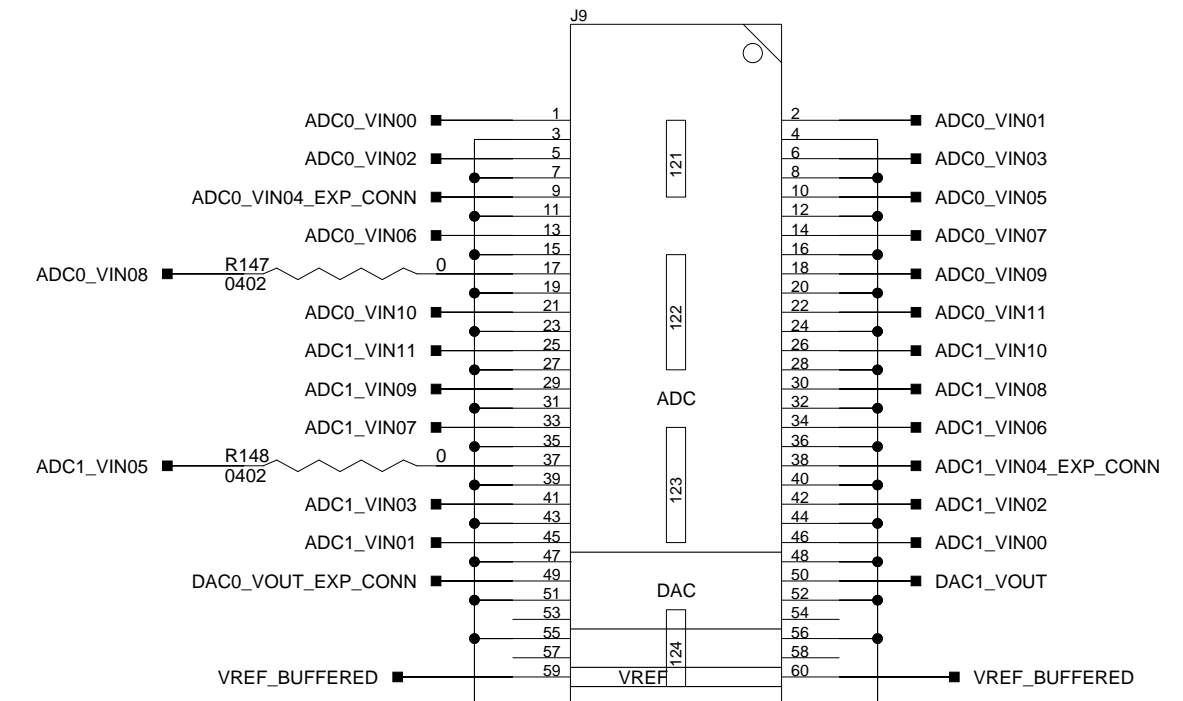 J9
ADC0_VIN00 1 2 ADC0_VIN01
3 4
ADC0_VIN02 5 6 ADC0_VIN03
121
7 8
ADC0_VIN04_EXP_CONN 9 10 ADC0_VIN05
11 12
ADC0_VIN06 13 14 ADC0_VIN07
15 16
ADC0_VIN08 R147 0 17 18 ADC0_VIN09
0402
19 20
ADC0_VIN10 21 22 ADC0_VIN11
122
23 24
ADC1_VIN11 25 26 ADC1_VIN10
27 28
ADC1_VIN09 29 30 ADC1_VIN08
ADC
31 32
ADC1_VIN07 33 34 ADC1_VIN06
35 36
ADC1_VIN05 R148 0 37 38 ADC1_VIN04_EXP_CONN
0402
39 40
123
ADC1_VIN03 41 42 ADC1_VIN02
43 44
ADC1_VIN01 45 46 ADC1_VIN00
47 48
DAC0_VOUT_EXP_CONN 49 50 DAC1_VOUT
DAC
51 52
53 54
55 56
124
57 58
VREF_BUFFERED 59 VREF 60 VREF_BUFFERED